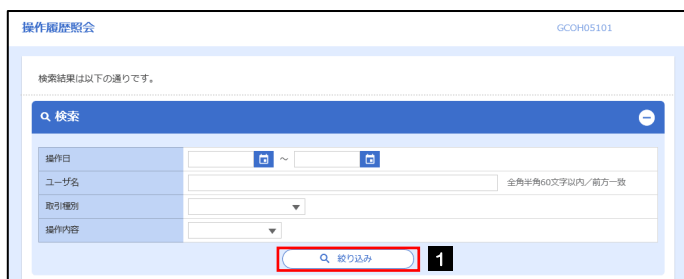 操作履歴照会 GCOH05101
検索結果は以下の通りです。
検索
操作日 ～
ユーザ名 全角半角60文字以内／前方一致
取引種別
操作内容
絞り込み 1